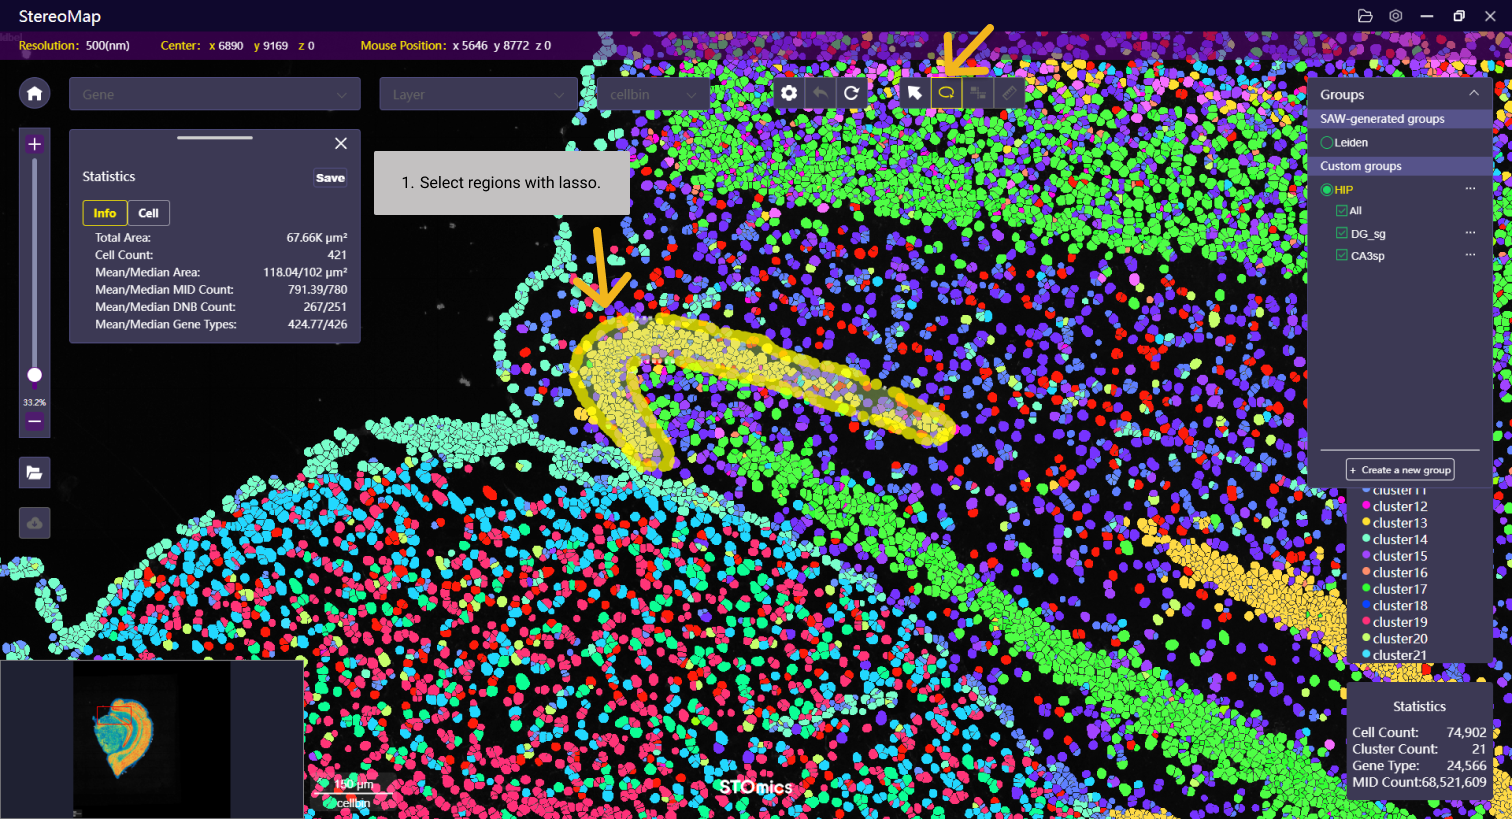 StereoMap
Resolution: 500(nm) Center: x 6890 y 9169 z 0 Mouse Position: x 5646 y 8772 z 0
Gene
Layer
cellbin
Statistics
Save
Info Cell
Total Area: 67.66K µm²
Cell Count: 421
Mean/Median Area: 118.04/102 µm²
Mean/Median MID Count: 791.39/780
Mean/Median DNB Count: 267/251
Mean/Median Gene Types: 424.77/426
1. Select regions with lasso.
33.2%
Groups
SAW-generated groups
Leiden
Custom groups
HIP
All
DG_sg
CA3sp
+ Create a new group
cluster11
cluster12
cluster13
cluster14
cluster15
cluster16
cluster17
cluster18
cluster19
cluster20
cluster21
Statistics
Cell Count: 74,902
Cluster Count: 21
Gene Type: 24,566
MID Count:68,521,609
150 µm
cellbin
STOmics